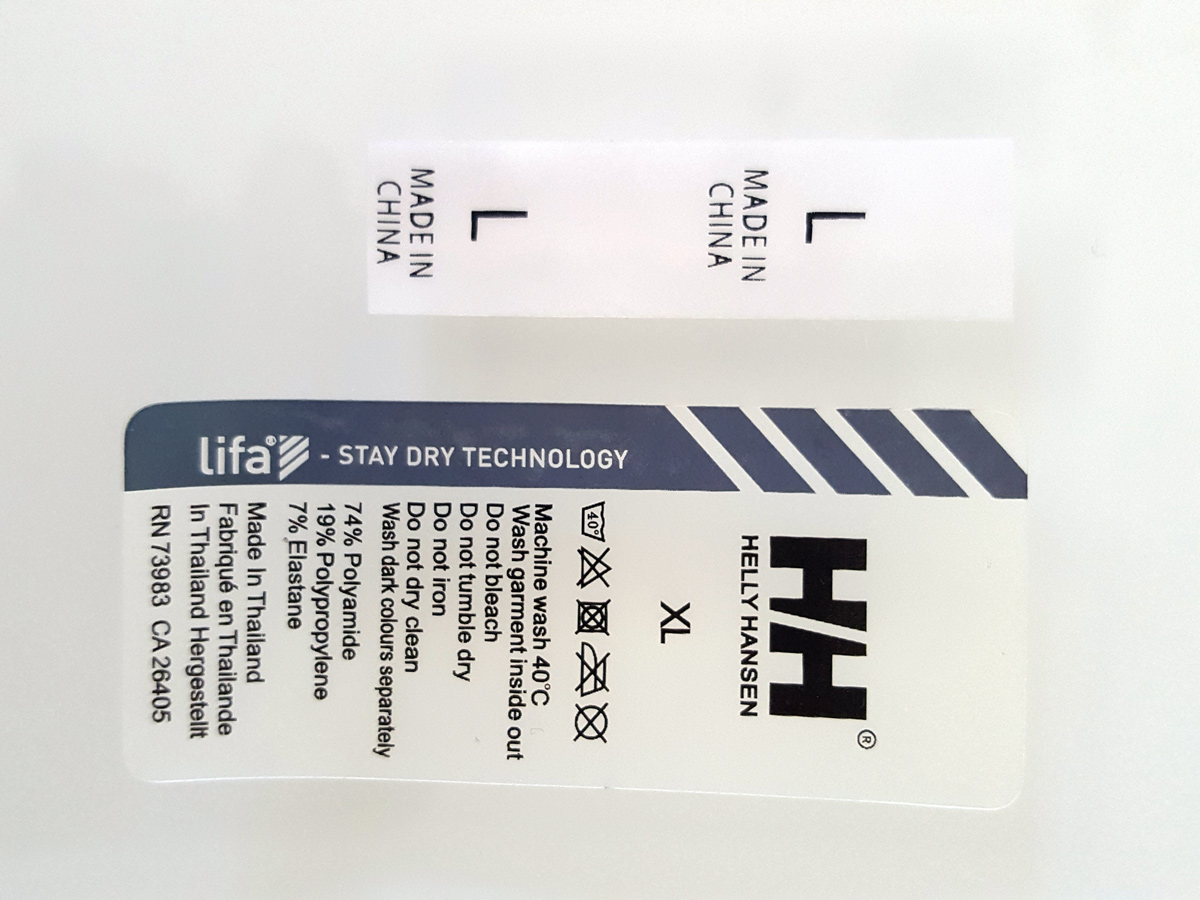 L
MADE IN
CHINA
L
MADE IN
CHINA
lifa® - STAY DRY TECHNOLOGY
HH®
HELLY HANSEN
XL
40°
Machine wash 40°C
Wash garment inside out
Do not bleach
Do not tumble dry
Do not iron
Do not dry clean
Wash dark colours separately
74% Polyamide
19% Polypropylene
7% Elastane
Made In Thailand
Fabriqué en Thailande
In Thailand Hergestellt
RN 73983 CA 26405